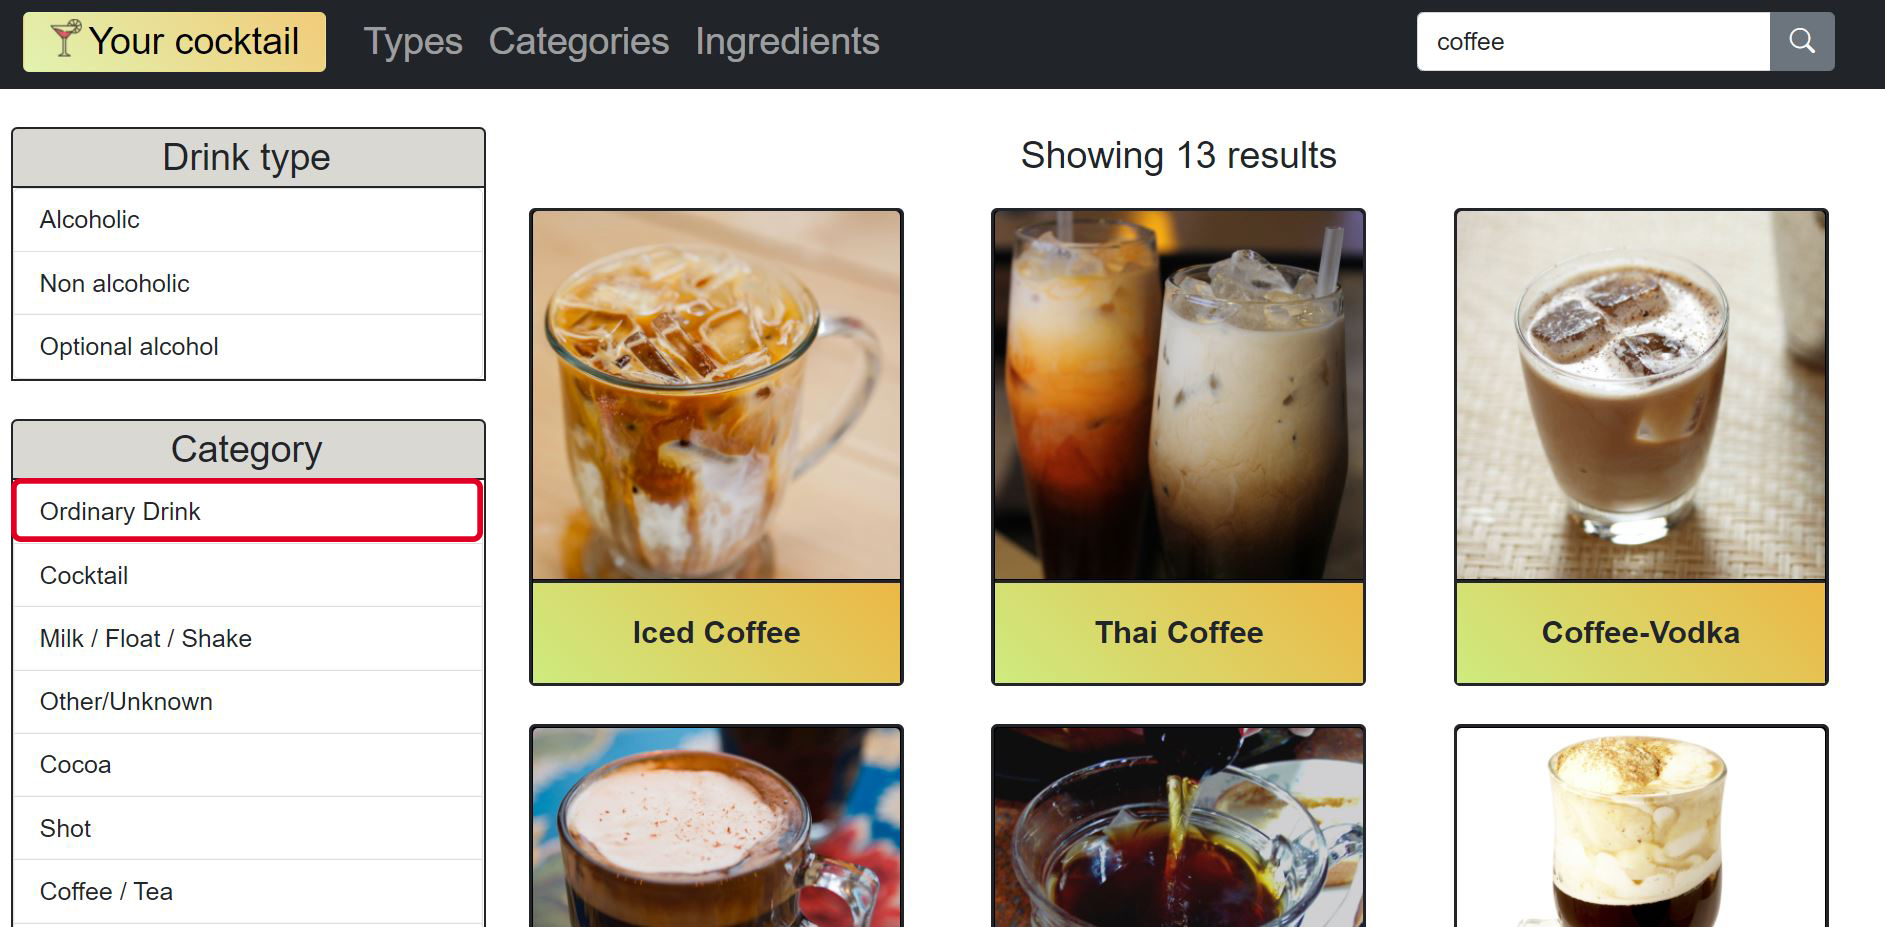 Your cocktail
Types
Categories
Ingredients
coffee
Drink type
Alcoholic
Non alcoholic
Optional alcohol
Category
Ordinary Drink
Cocktail
Milk / Float / Shake
Other/Unknown
Cocoa
Shot
Coffee / Tea
Showing 13 results
Iced Coffee
Thai Coffee
Coffee-Vodka